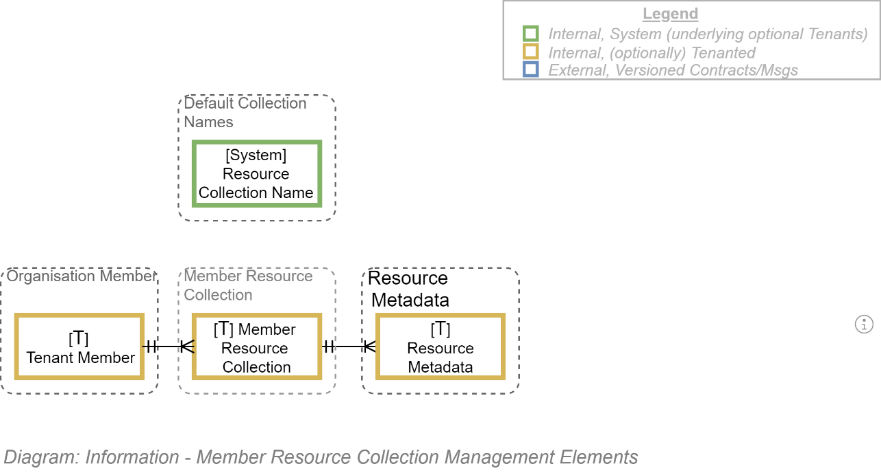 Legend
Internal, System (underlying optional Tenants)
Internal, (optionally) Tenanted
External, Versioned Contracts/Msgs
Default Collection
Names
[System]
Resource
Collection Name
Organisation Member
[T]
Tenant Member
Member Resource
Collection
[T] Member
Resource
Collection
Resource
Metadata
[T]
Resource
Metadata
Diagram: Information - Member Resource Collection Management Elements